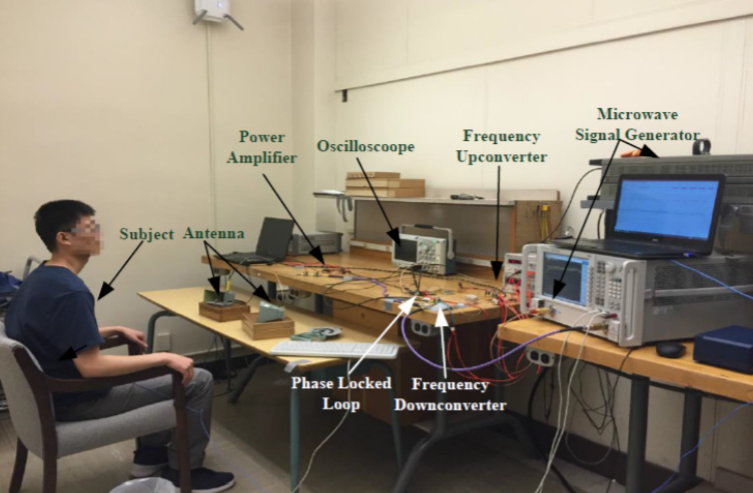 Microwave
Signal Generator
Power
Amplifier
Oscilloscoope
Frequency
Upconverter
Subject
Antenna
Phase Locked
Loop
Frequency
Downconverter